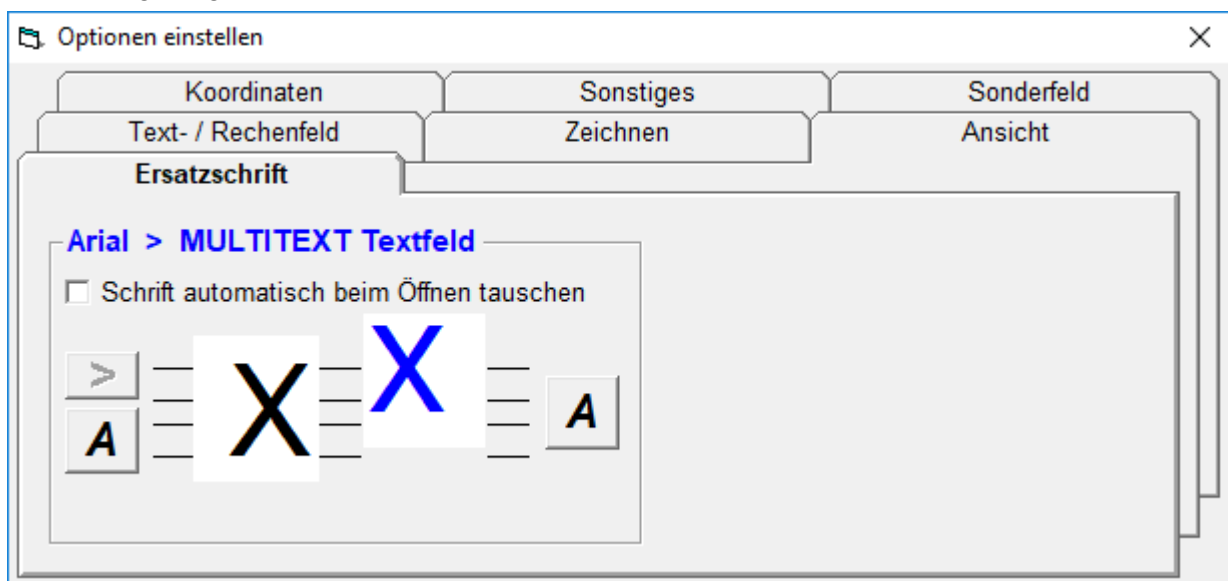 Optionen einstellen
Koordinaten Sonstiges Sonderfeld
Text- / Rechenfeld Zeichnen Ansicht
Ersatzschrift
Arial > MULTITEXT Textfeld
Schrift automatisch beim Öffnen tauschen
>
X X
A A